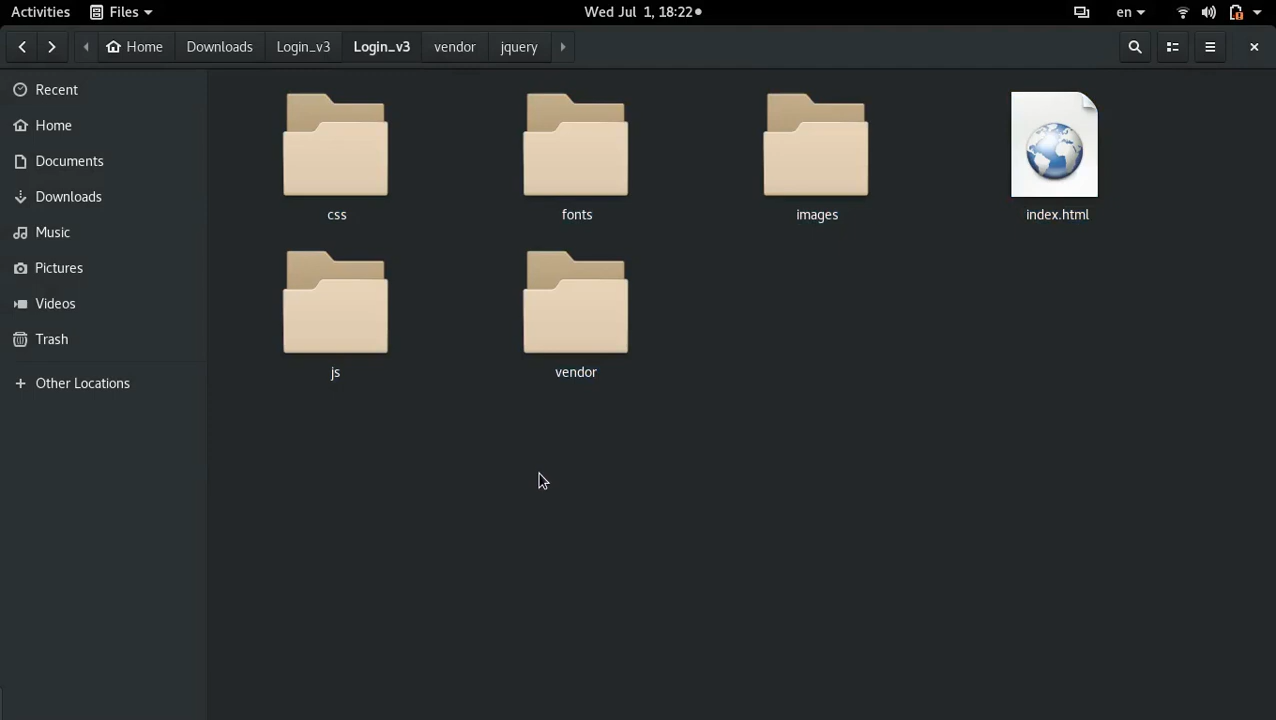 Activities Files Wed Jul 1, 18:22 en
Home Downloads Login_v3 Login_v3 vendor jquery
Recent
Home
Documents
Downloads
Music
Pictures
Videos
Trash
+ Other Locations
css fonts images index.html
js vendor